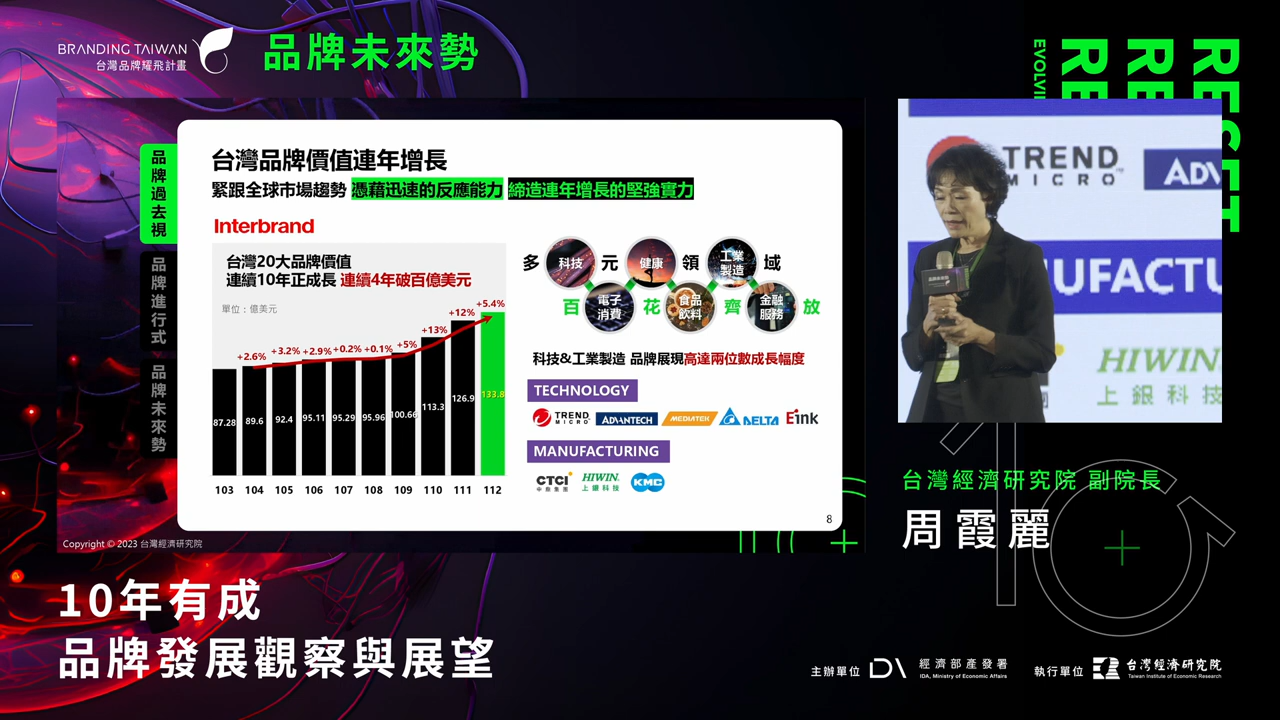 BRANDING TAIWAN
台灣品牌耀飛計畫
品牌未來勢
品牌過去視
品牌進行式
品牌未來勢
台灣品牌價值連年增長
緊跟全球市場趨勢 憑藉迅速的反應能力 締造連年增長的堅強實力
Interbrand
台灣20大品牌價值
連續10年正成長 連續4年破百億美元
單位：億美元
+2.6%
+3.2%
+2.9%
+0.2%
+0.1%
+5%
+13%
+12%
+5.4%
87.28
89.6
92.4
95.11
95.29
95.96
100.66
113.3
126.9
133.8
103 104 105 106 107 108 109 110 111 112
多 科技 元 健康 領 工業製造 域
百 電子消費 花 食品飲料 齊 金融服務 放
科技&工業製造 品牌展現高達兩位數成長幅度
TECHNOLOGY
TREND MICRO
ADVANTECH
MEDIATEK
DELTA
E ink
MANUFACTURING
CTCI
中鼎集團
HIWIN
上銀科技
KMC
8
Copyright © 2023 台灣經濟研究院
TREND
MICRO
ADV
UFACTU
HIWIN
上銀科技
RESET
RE
RE
EVOLVI
台灣經濟研究院 副院長
周霞麗
10年有成
品牌發展觀察與展望
主辦單位
經濟部產發署
IDA, Ministry of Economic Affairs
執行單位
台灣經濟研究院
Taiwan Institute of Economic Research